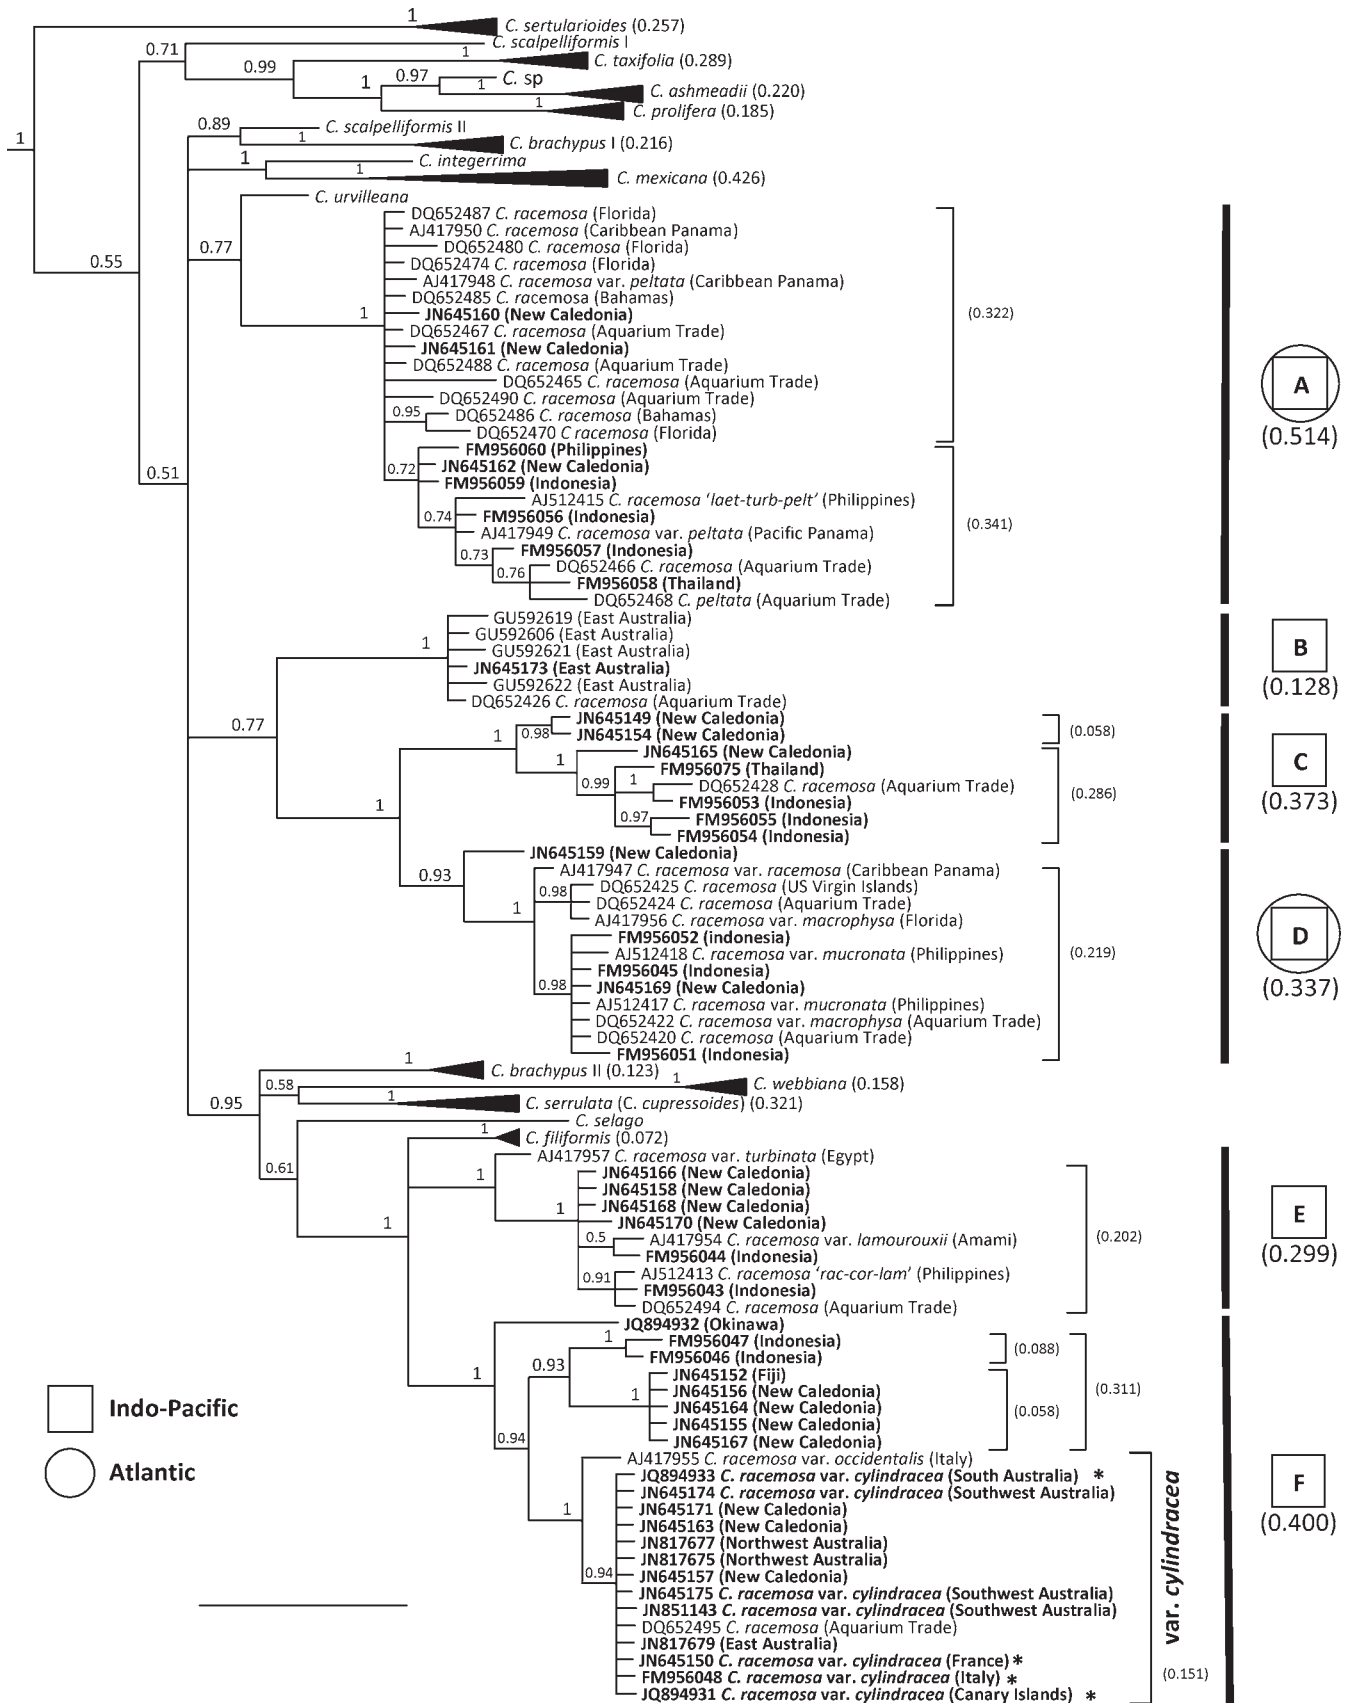 1
C. sertularioides (0.257)
C. scalpelliformis I
0.71
1
C. taxifolia (0.289)
0.99
0.97
C. sp
1
1
C. ashmeadii (0.220)
1
C. prolifera (0.185)
1
0.89
C. scalpelliformis II
1
C. brachypus I (0.216)
1
C. integerrima
1
C. mexicana (0.426)
C. urvilleana
DQ652487 C. racemosa (Florida)
AJ417950 C. racemosa (Caribbean Panama)
0.77
DQ652480 C. racemosa (Florida)
0.55
DQ652474 C. racemosa (Florida)
AJ417948 C. racemosa var. peltata (Caribbean Panama)
DQ652485 C. racemosa (Bahamas)
1
JN645160 (New Caledonia)
(0.322)
DQ652467 C. racemosa (Aquarium Trade)
JN645161 (New Caledonia)
DQ652488 C. racemosa (Aquarium Trade)
DQ652465 C. racemosa (Aquarium Trade)
A
DQ652490 C. racemosa (Aquarium Trade)
0.95
DQ652486 C. racemosa (Bahamas)
DQ652470 C racemosa (Florida)
(0.514)
FM956060 (Philippines)
0.51
0.72
JN645162 (New Caledonia)
FM956059 (Indonesia)
AJ512415 C. racemosa ‘laet-turb-pelt’ (Philippines)
0.74
FM956056 (Indonesia)
(0.341)
AJ417949 C. racemosa var. peltata (Pacific Panama)
0.73
FM956057 (Indonesia)
0.76
DQ652466 C. racemosa (Aquarium Trade)
FM956058 (Thailand)
DQ652468 C. peltata (Aquarium Trade)
GU592619 (East Australia)
GU592606 (East Australia)
1
GU592621 (East Australia)
B
JN645173 (East Australia)
GU592622 (East Australia)
(0.128)
DQ652426 C. racemosa (Aquarium Trade)
0.77
JN645149 (New Caledonia)
1
0.98
JN645154 (New Caledonia)
(0.058)
JN645165 (New Caledonia)
1
FM956075 (Thailand)
C
0.99
1
DQ652428 C. racemosa (Aquarium Trade)
(0.286)
1
FM956053 (Indonesia)
(0.373)
0.97
FM956055 (Indonesia)
FM956054 (Indonesia)
JN645159 (New Caledonia)
0.93
AJ417947 C. racemosa var. racemosa (Caribbean Panama)
0.98
DQ652425 C. racemosa (US Virgin Islands)
DQ652424 C. racemosa (Aquarium Trade)
1
AJ417956 C. racemosa var. macrophysa (Florida)
FM956052 (indonesia)
D
AJ512418 C. racemosa var. mucronata (Philippines)
(0.219)
FM956045 (Indonesia)
0.98
JN645169 (New Caledonia)
(0.337)
AJ512417 C. racemosa var. mucronata (Philippines)
DQ652422 C. racemosa var. macrophysa (Aquarium Trade)
DQ652420 C. racemosa (Aquarium Trade)
FM956051 (Indonesia)
1
C. brachypus II (0.123)
0.58
1
C. webbiana (0.158)
0.95
1
C. serrulata (C. cupressoides) (0.321)
C. selago
1
C. filiformis (0.072)
AJ417957 C. racemosa var. turbinata (Egypt)
0.61
1
JN645166 (New Caledonia)
JN645158 (New Caledonia)
1
JN645168 (New Caledonia)
E
1
JN645170 (New Caledonia)
0.5
AJ417954 C. racemosa var. lamourouxii (Amami)
(0.202)
FM956044 (Indonesia)
(0.299)
0.91
AJ512413 C. racemosa ‘rac-cor-lam’ (Philippines)
FM956043 (Indonesia)
DQ652494 C. racemosa (Aquarium Trade)
JQ894932 (Okinawa)
1
FM956047 (Indonesia)
(0.088)
0.93
FM956046 (Indonesia)
1
JN645152 (Fiji)
1
JN645156 (New Caledonia)
(0.311)
JN645164 (New Caledonia)
(0.058)
Indo-Pacific
JN645155 (New Caledonia)
0.94
JN645167 (New Caledonia)
AJ417955 C. racemosa var. occidentalis (Italy)
Atlantic
JQ894933 C. racemosa var. cylindracea (South Australia) *
F
JN645174 C. racemosa var. cylindracea (Southwest Australia)
1
JN645171 (New Caledonia)
JN645163 (New Caledonia)
(0.400)
JN817677 (Northwest Australia)
JN817675 (Northwest Australia)
0.94
JN645157 (New Caledonia)
var. cylindracea
JN645175 C. racemosa var. cylindracea (Southwest Australia)
JN851143 C. racemosa var. cylindracea (Southwest Australia)
DQ652495 C. racemosa (Aquarium Trade)
JN817679 (East Australia)
JN645150 C. racemosa var. cylindracea (France) *
(0.151)
FM956048 C. racemosa var. cylindracea (Italy) *
JQ894931 C. racemosa var. cylindracea (Canary Islands) *